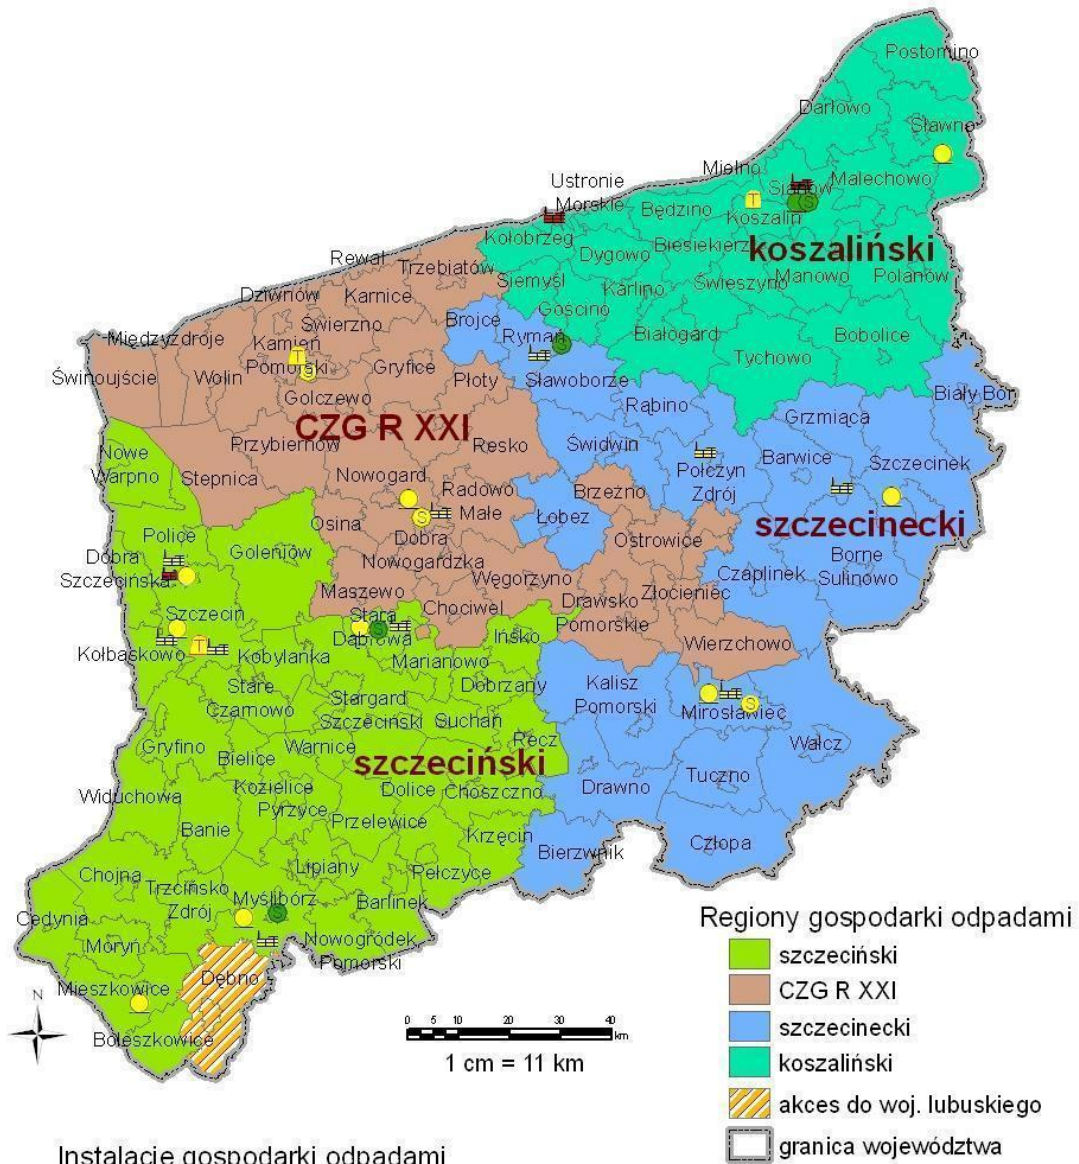 Postomino
Darłowo
Sławno
Mielno
Sianów
Malechowo
Ustronie
Morskie
Będzino
Koszalin
Kołobrzeg
Dygowo
Biesiekierz
koszaliński
Rewal
Trzebiatów
Siemyśl
Karlino
Świeszyno
Manowo
Polanów
Dziwnów
Karnice
Gościno
Brojce
Rymań
Białogard
Bobolice
Międzyzdroje
Świerzno
Kamień
Pomorski
Tychowo
Świnoujście
Wolin
Gryfice
Płoty
Sławoborze
Biały Bór
Golczewo
Rąbino
Grzmiąca
CZG R XXI
Przybiernów
Resko
Świdwin
Barwice
Szczecinek
Nowe
Warpno
Stepnica
Nowogard
Radowo
Małe
Połczyn
Zdrój
Brzeżno
Łobez
szczecinecki
Osina
Dobra
Ostrowice
Police
Goleniów
Nowogardzka
Borne
Sulinowo
Dobra
Szczecińska
Węgorzyno
Czaplinek
Maszewo
Chociwel
Drawsko
Pomorskie
Złocieniec
Szczecin
Stara
Dąbrowa
Ińsko
Wierzchowo
Kołbaskowo
Kobylanka
Marianowo
Stare
Czarnowo
Dobrzany
Kalisz
Pomorski
Stargard
Szczeciński
Suchań
Mirosławiec
Gryfino
Warnice
Recz
Wałcz
Bielice
szczeciński
Tuczno
Widuchowa
Kozielice
Dolice
Choszczno
Drawno
Pyrzyce
Przelewice
Banie
Krzęcin
Bierzwnik
Człopa
Lipiany
Pełczyce
Chojna
Trzcińsko
Zdrój
Myślibórz
Barlinek
Cedynia
Moryń
Nowogródek
Pomorski
Dębno
Mieszkowice
Boleszkowice
N
0 5 10 20 30 40
km
1 cm = 11 km
Regiony gospodarki odpadami
szczeciński
CZG R XXI
szczecinecki
koszaliński
akces do woj. lubuskiego
granica województwa
Instalacje gospodarki odpadami